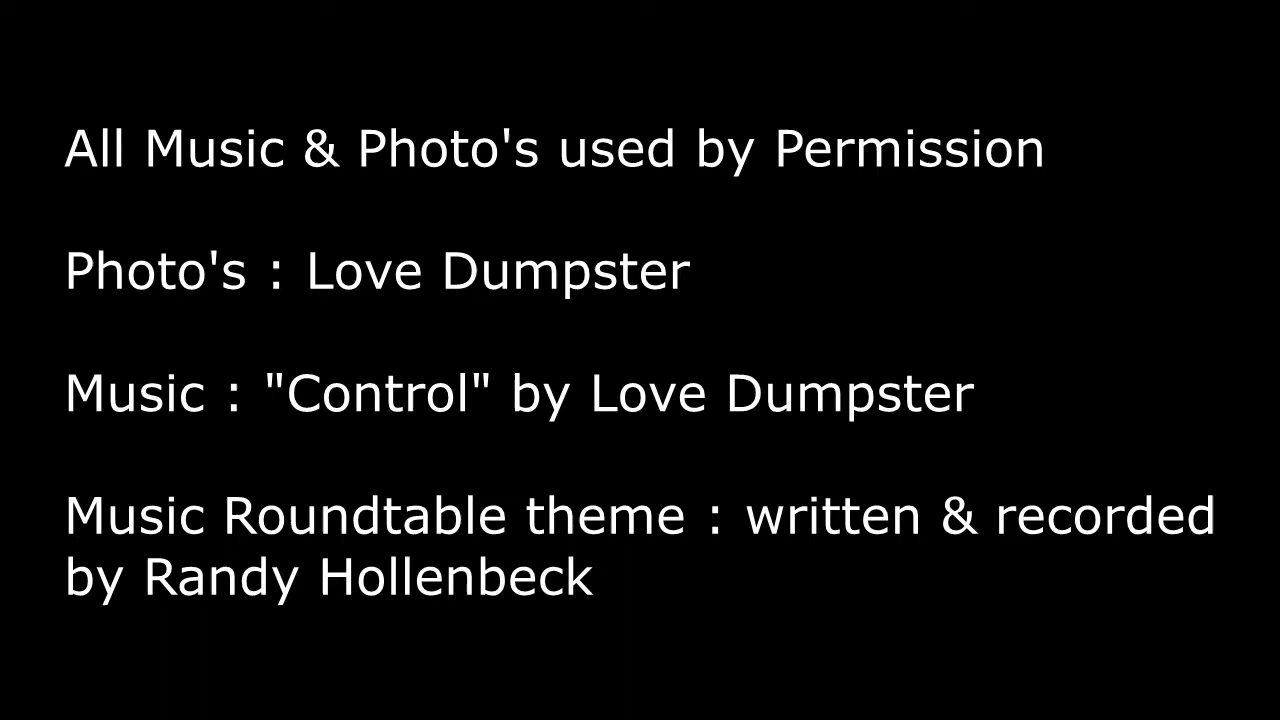 All Music & Photo's used by Permission
Photo's : Love Dumpster
Music : "Control" by Love Dumpster
Music Roundtable theme : written & recorded
by Randy Hollenbeck